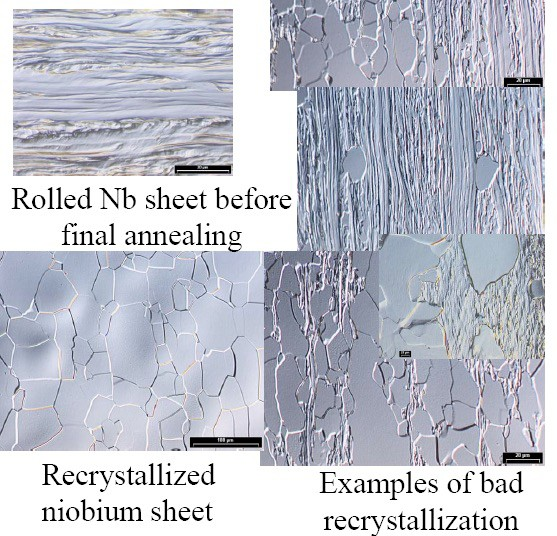 20 µm
Rolled Nb sheet before
final annealing
100 µm
20 µm
Recrystallized
niobium sheet
Examples of bad
recrystallization